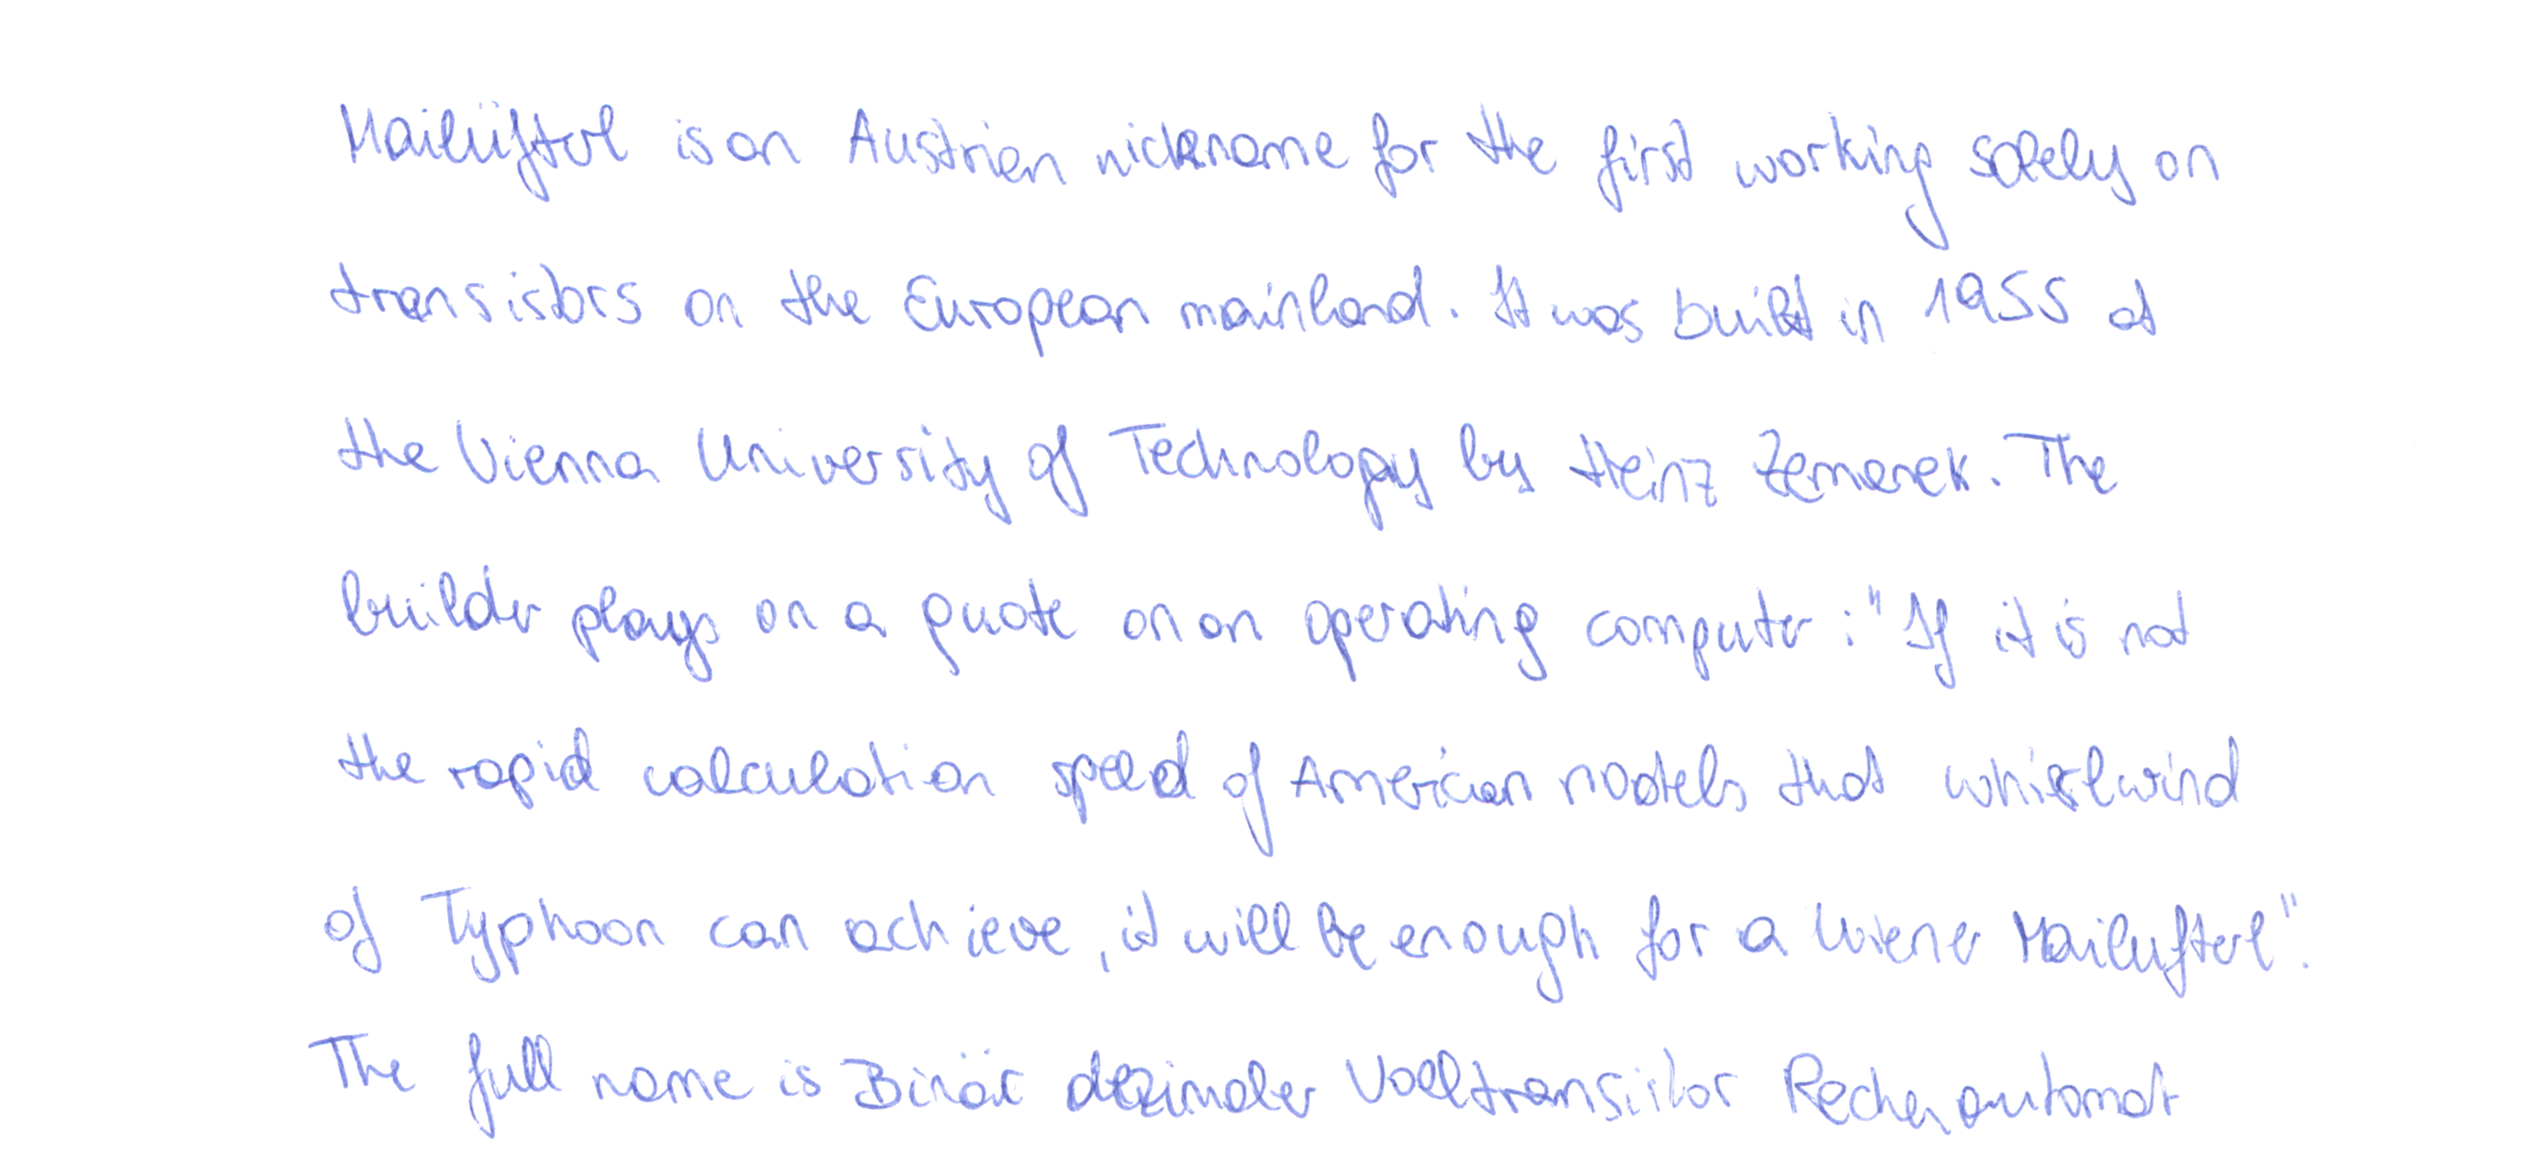 Mailüfterl is an Austrian nickname for the first working solely on
transistors on the European mainland. It was built in 1955 at
the Vienna University of Technology by Heinz Zemanek. The
builder plays on a quote on an operating computer: "If it is not
the rapid calculation speed of American models that whirlwind
of Typhoon can achieve, it will be enough for a Wiener Mailufterl".
The full name is Binär dezimaler Volltransistor Rechenautomat